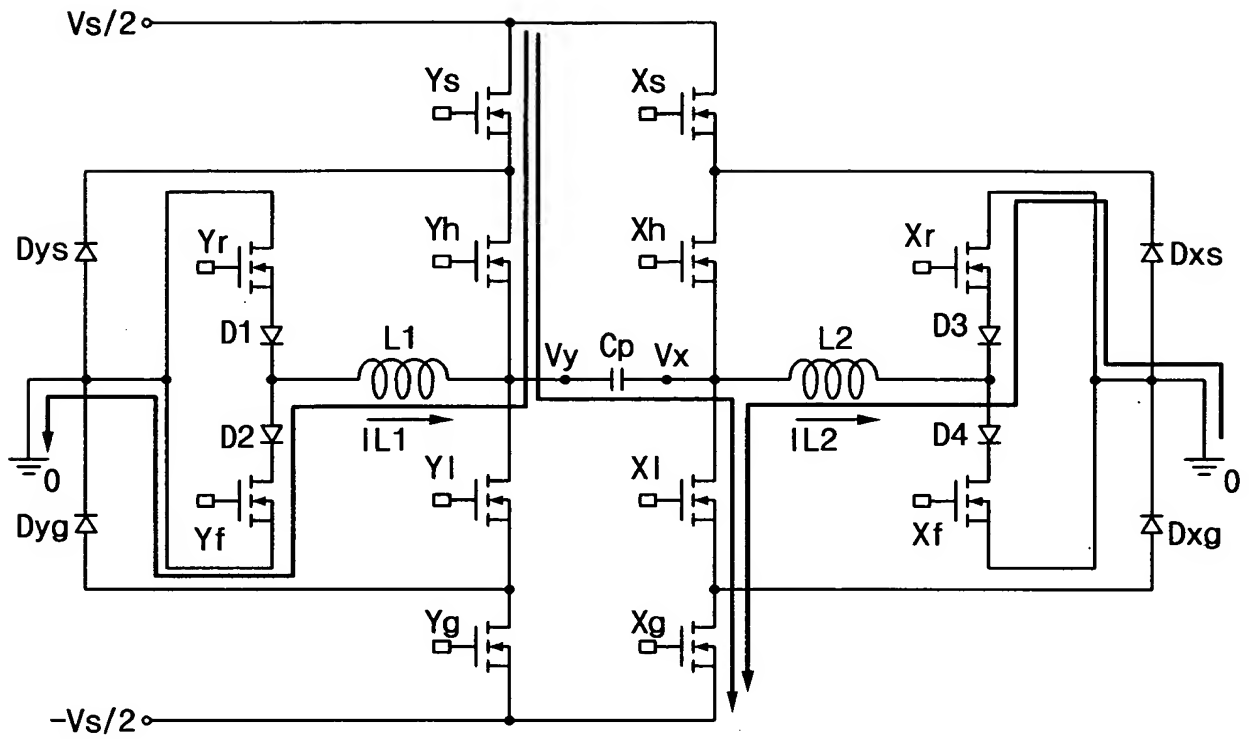 Vs/2
Ys
Xs
Dys
Yr
Yh
Xh
Xr
Dxs
D1
L1
Vy
Cp
Vx
L2
D3
0
D2
IL1
IL2
D4
0
Yl
Xl
Dyg
Yf
Xf
Dxg
Yg
Xg
-Vs/2